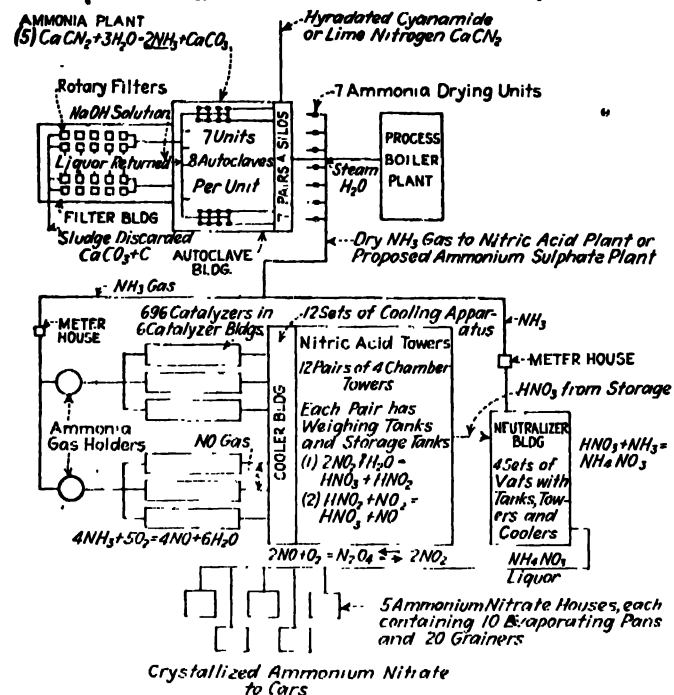 AMMONIA PLANT
(5) CaCN₂+3H₂O=2NH₃+CaCO₃
Hyradated Cyanamide
or Lime Nitrogen CaCN₂
Rotary Filters
NaOH Solution
7 Ammonia Drying Units
Liquor Returned
7 Units
8 Autoclaves
Per Unit
7 PAIRS A SILOS
Steam
H₂O
PROCESS
BOILER
PLANT
FILTER BLDG
Sludge Discarded
CaCO₃+C
AUTOCLAVE
BLDG.
Dry NH₃ Gas to Nitric Acid Plant or
Proposed Ammonium Sulphate Plant
NH₃ Gas
METER
HOUSE
696 Catalyzers in
6 Catalyzer Bldgs.
12 Sets of Cooling Appar-
atus
NH₃
METER HOUSE
Nitric Acid Towers
12 Pairs of 4 Chamber
Towers
Each Pair has
Weighing Tanks
and Storage Tanks
(1) 2NO₂+H₂O=
HNO₃+HNO₂
(2) HNO₂+NO₂=
HNO₃+NO
COOLER BLDG
HNO₃ from Storage
Ammonia
Gas Holders
NO Gas
NEUTRALIZER
BLDG
4 Sets of
Vats with
Tanks, Tow-
ers and
Coolers
HNO₃+NH₃=
NH₄NO₃
4NH₃+5O₂=4NO+6H₂O
2NO+O₂=N₂O₄ ⇄ 2NO₂
NH₄NO₃
Liquor
5 Ammonium Nitrate Houses, each
containing 10 Evaporating Pans
and 20 Grainers
Crystallized Ammonium Nitrate
to Cars